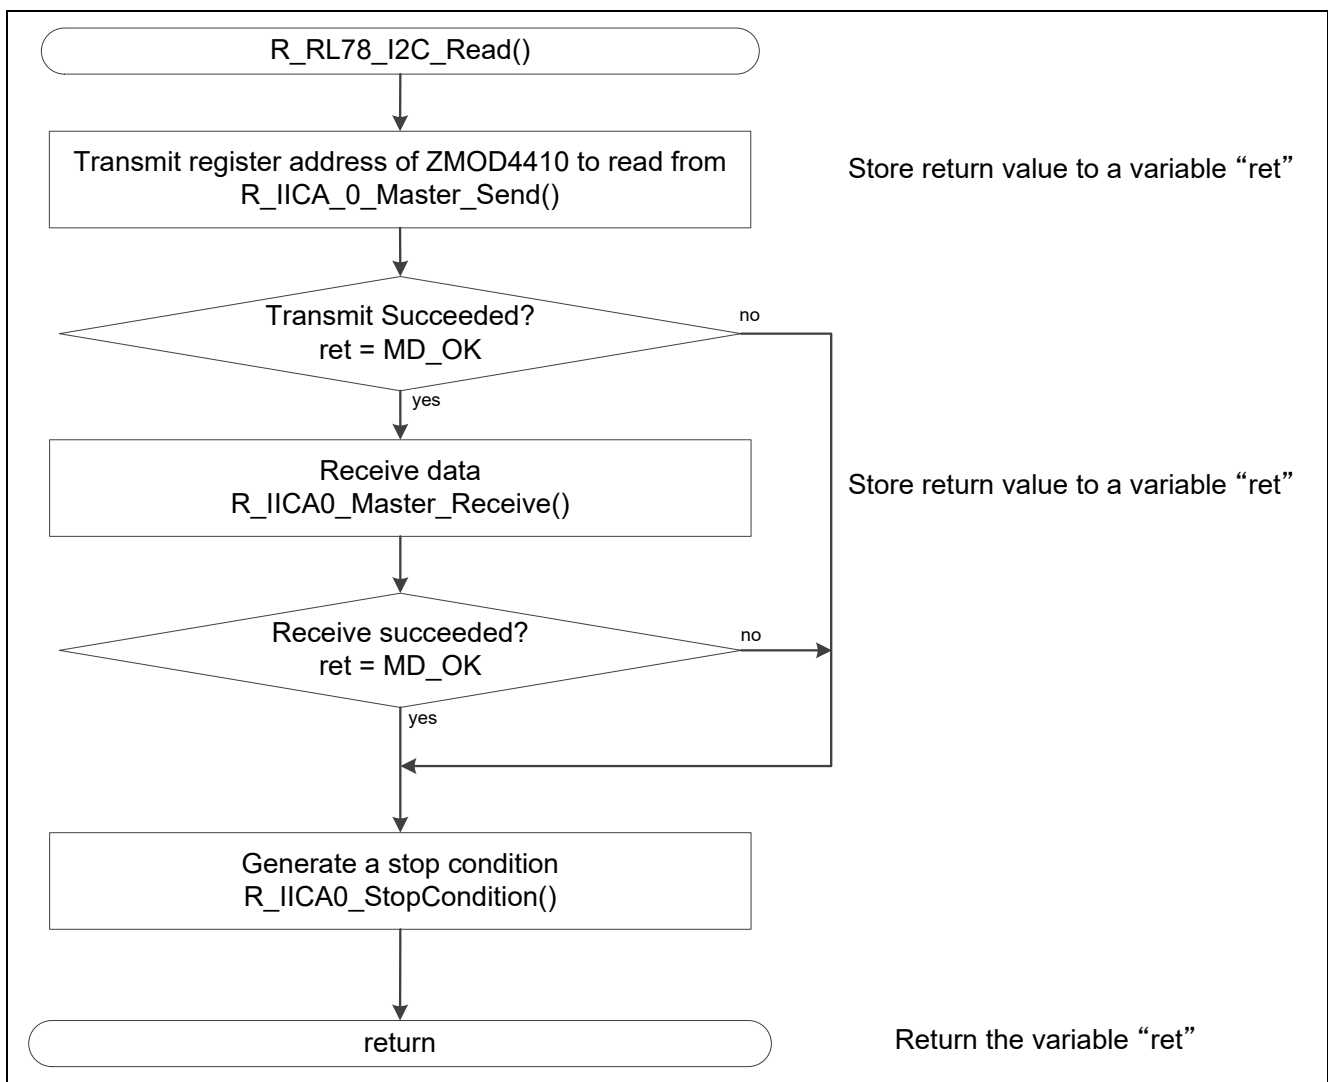 R_RL78_I2C_Read()
Transmit register address of ZMOD4410 to read from
R_IICA_0_Master_Send()
Store return value to a variable “ret”
Transmit Succeeded?
ret = MD_OK
no
yes
Receive data
R_IICA0_Master_Receive()
Store return value to a variable “ret”
Receive succeeded?
ret = MD_OK
no
yes
Generate a stop condition
R_IICA0_StopCondition()
return
Return the variable “ret”